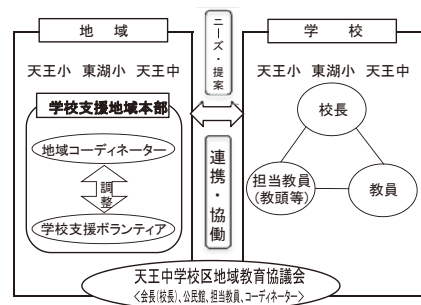 地　域
天王小　東湖小　天王中
学校支援地域本部
地域コーディネーター
調整
学校支援ボランティア
ニーズ・提案
連携・協働
学　校
天王小　東湖小　天王中
校長
担当教員
(教頭等)
教員
天王中学校区地域教育協議会
＜会長(校長)、公民館、担当教員、コーディネーター＞